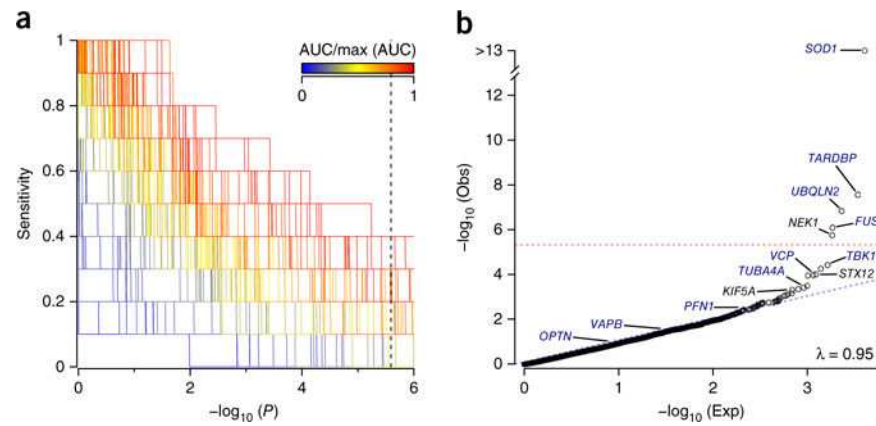 a
AUC/max (AUC)
0 1
1
0.8
0.6
0.4
0.2
0
Sensitivity
0 2 4 6
–log10 (P)
b
>13
12
10
8
6
4
2
0
–log10 (Obs)
SOD1
TARDBP
UBQLN2
NEK1
FUS
VCP
TBK1
TUBA4A
STX12
KIF5A
PFN1
VAPB
OPTN
λ = 0.95
0 1 2 3
–log10 (Exp)